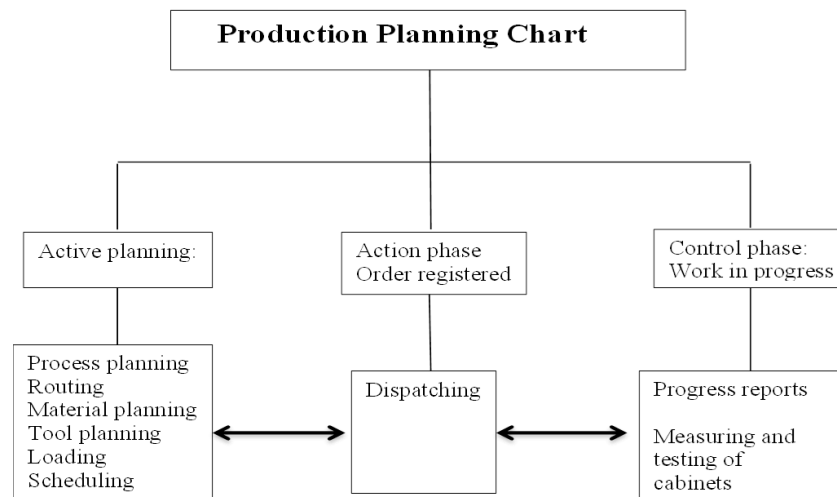 Production Planning Chart
Active planning:
Action phase
Order registered
Control phase:
Work in progress
Process planning
Routing
Material planning
Tool planning
Loading
Scheduling
Dispatching
Progress reports
Measuring and
testing of
cabinets